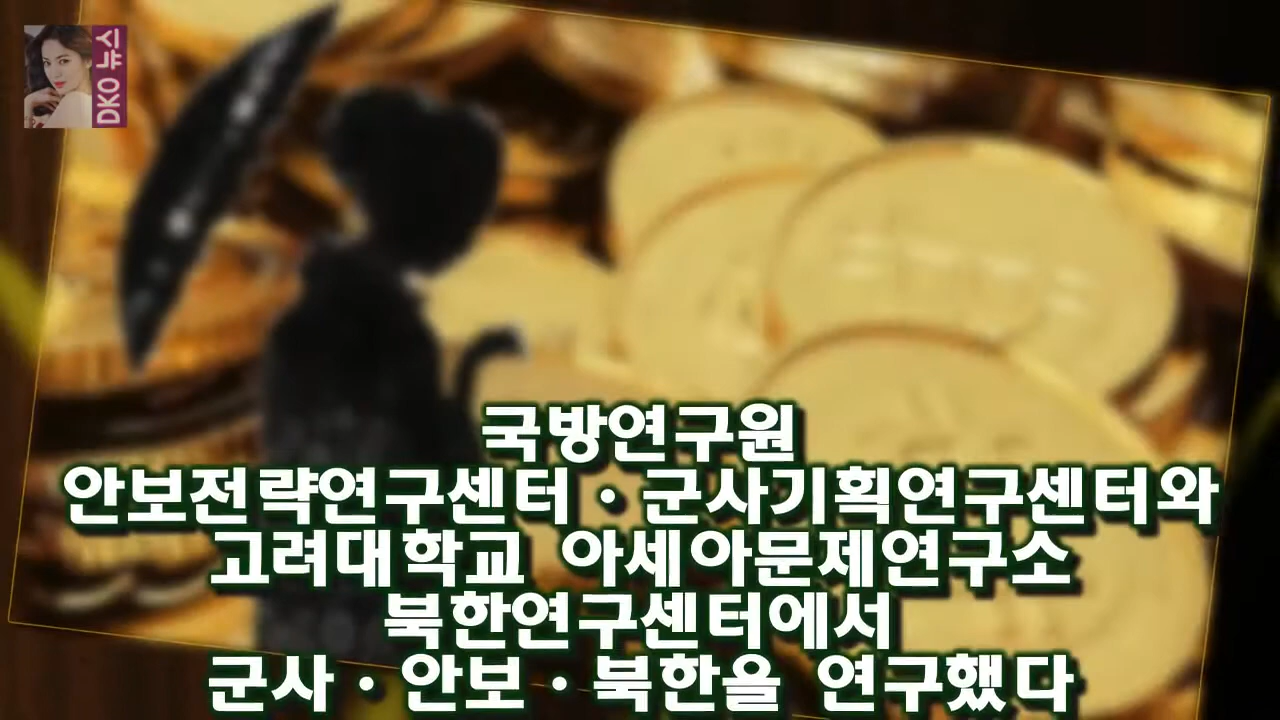 DKO 뉴스
국방연구원
안보전략연구센터·군사기획연구센터와
고려대학교 아세아문제연구소
북한연구센터에서
군사·안보·북한을 연구했다